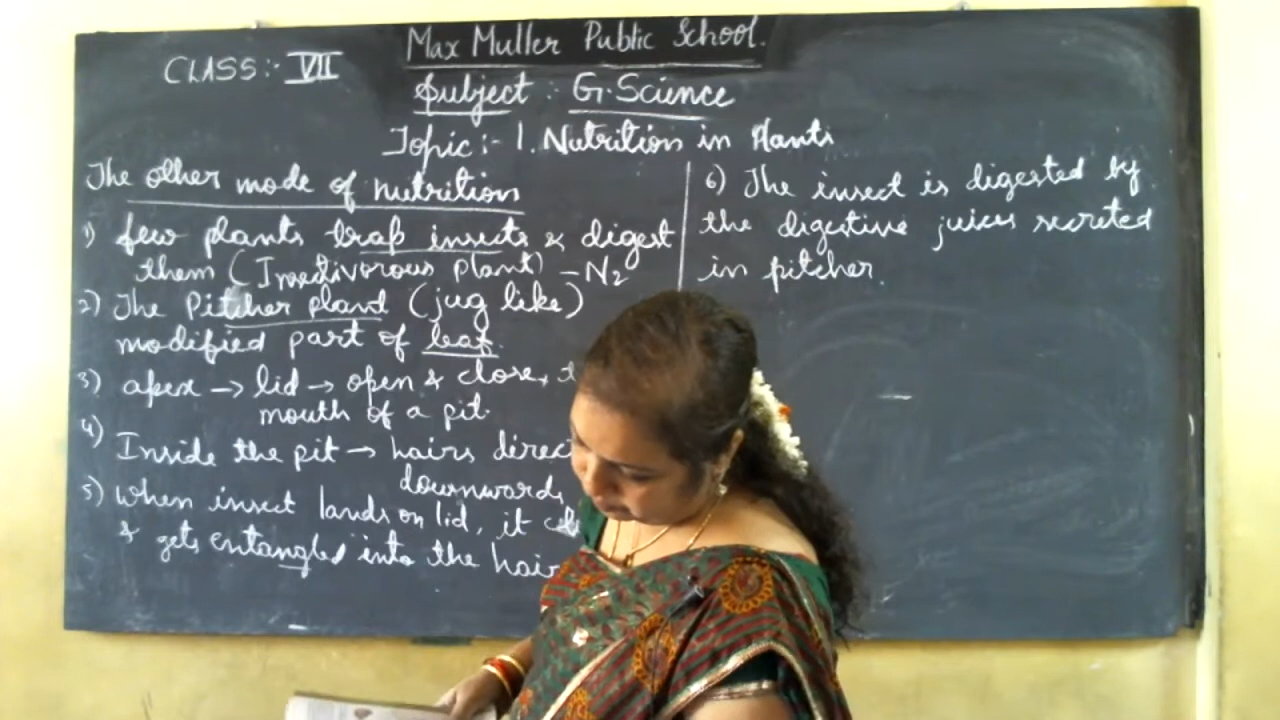 Max Muller Public School.
CLASS:- VII
Subject :- G.Science
Topic:- 1. Nutrition in Plants
The other mode of nutrition
1) few plants trap insects & digest
them (Insectivorous plant) - N2
2) The Pitcher plant (jug like)
modified part of leaf.
3) apex → lid → open & close,
mouth of a pit.
4) Inside the pit → hairs direc
downwards
5) when insect lands on lid, it
& gets entangled into the hair
6) The insect is digested by
the digestive juices secreted
in pitcher.